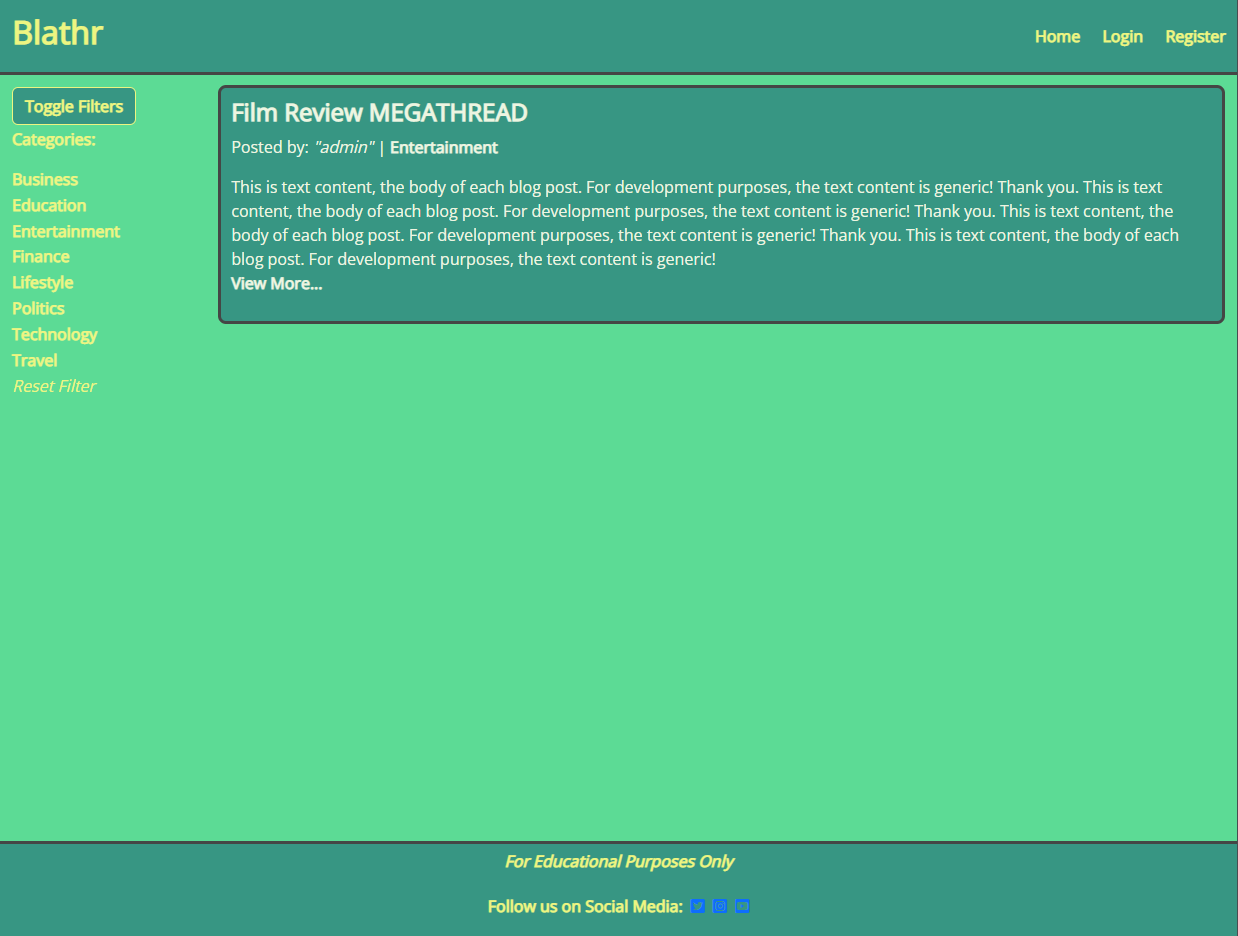 Blathr
Home Login Register
Toggle Filters
Categories:
Business
Education
Entertainment
Finance
Lifestyle
Politics
Technology
Travel
Reset Filter
Film Review MEGATHREAD
Posted by: "admin" | Entertainment
This is text content, the body of each blog post. For development purposes, the text content is generic! Thank you. This is text
content, the body of each blog post. For development purposes, the text content is generic! Thank you. This is text content, the
body of each blog post. For development purposes, the text content is generic! Thank you. This is text content, the body of each
blog post. For development purposes, the text content is generic!
View More...
For Educational Purposes Only
Follow us on Social Media: